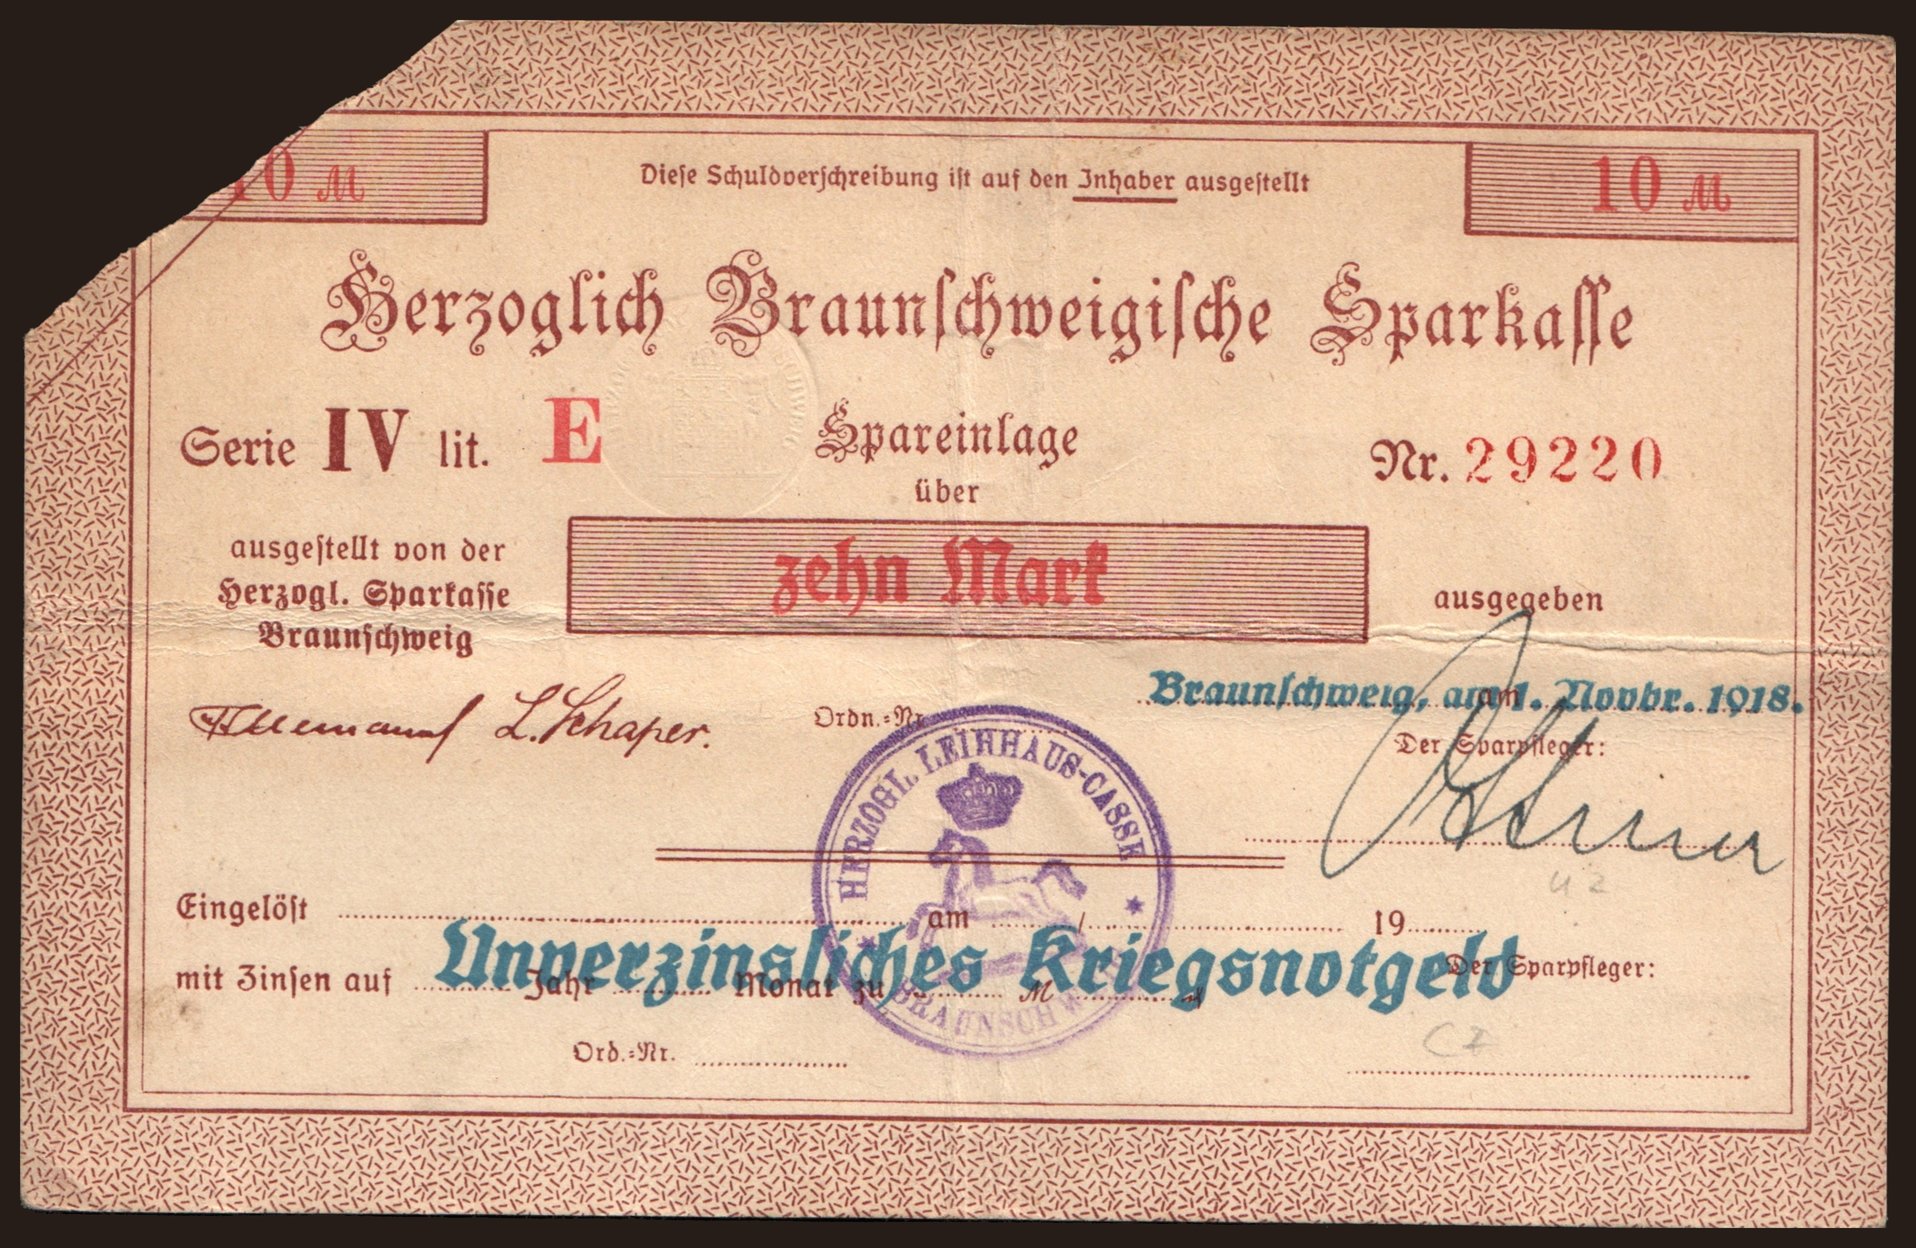 10 M
10 M
Diese Schuldverschreibung ist auf den Inhaber ausgestellt
Herzoglich Braunschweigische Sparkasse
Serie IV lit. E
Spareinlage
Nr. 29220
über
zehn Mark
ausgestellt von der
Herzogl. Sparkasse
Braunschweig
ausgegeben
am
Braunschweig, am 1. Novbr. 1918.
L. Schaper.
Ordn.-Nr.
Der Sparpfleger:
HERZOGL. LEIHHAUS-CASSE
BRAUNSCHW
Eingelöst am 19
Unverzinsliches Kriegsnotgeld
mit Zinsen auf Jahr Monat zu M
Der Sparpfleger:
Ord.-Nr.